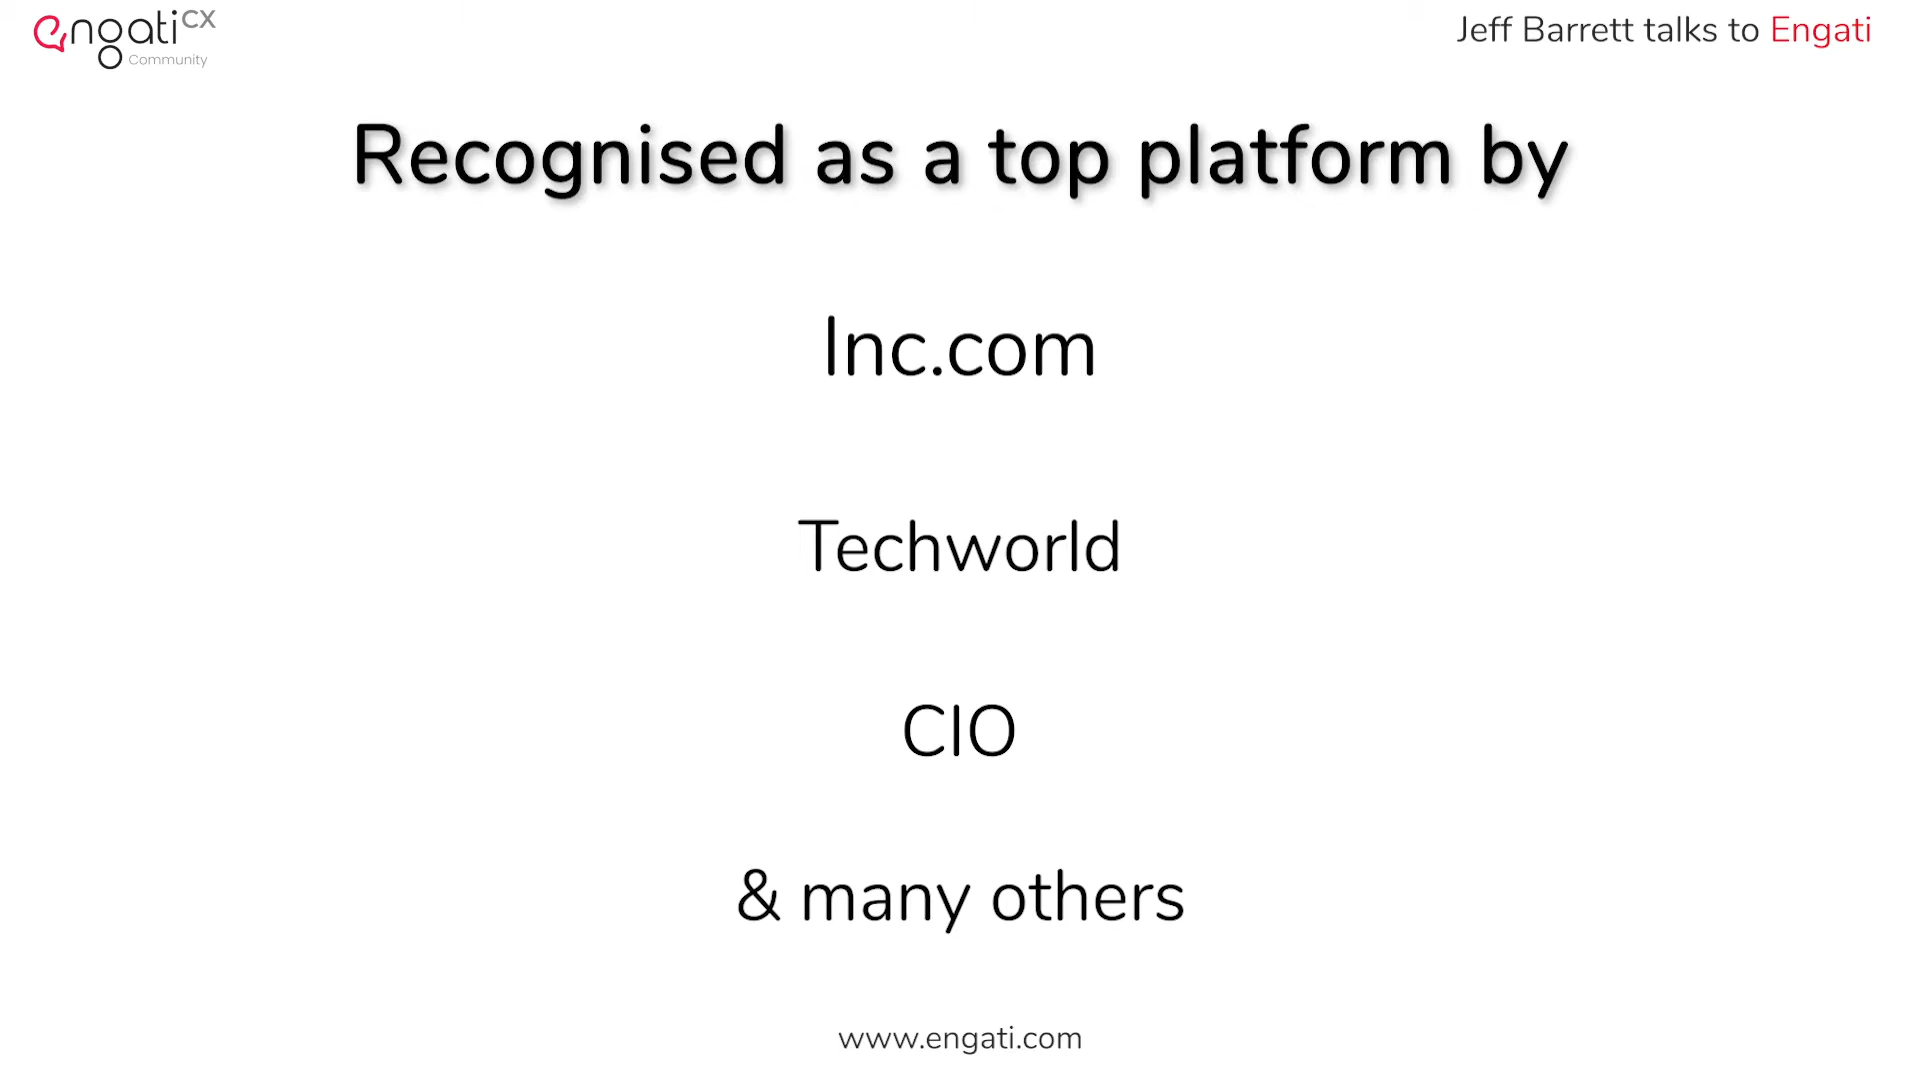 engati CX
Community
Jeff Barrett talks to Engati
Recognised as a top platform by
Inc.com
Techworld
CIO
& many others
www.engati.com